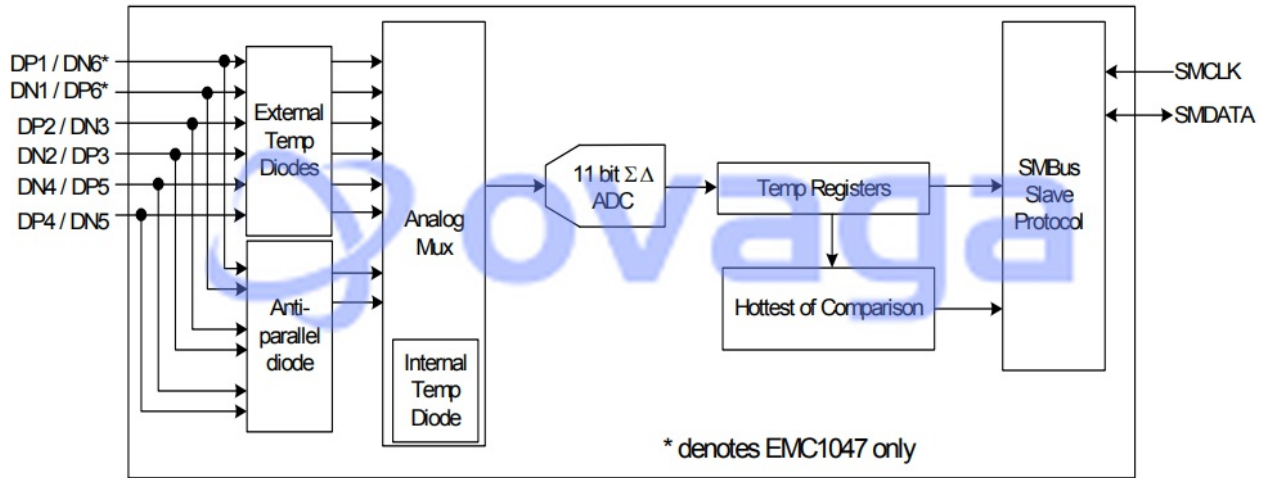 DP1 / DN6*
DN1 / DP6*
DP2 / DN3
DN2 / DP3
DN4 / DP5
DP4 / DN5
External
Temp
Diodes
Anti-
parallel
diode
Analog
Mux
Internal
Temp
Diode
11 bit ΣΔ
ADC
Temp Registers
Hottest of Comparison
SMBus
Slave
Protocol
SMCLK
SMDATA
* denotes EMC1047 only
ovaga